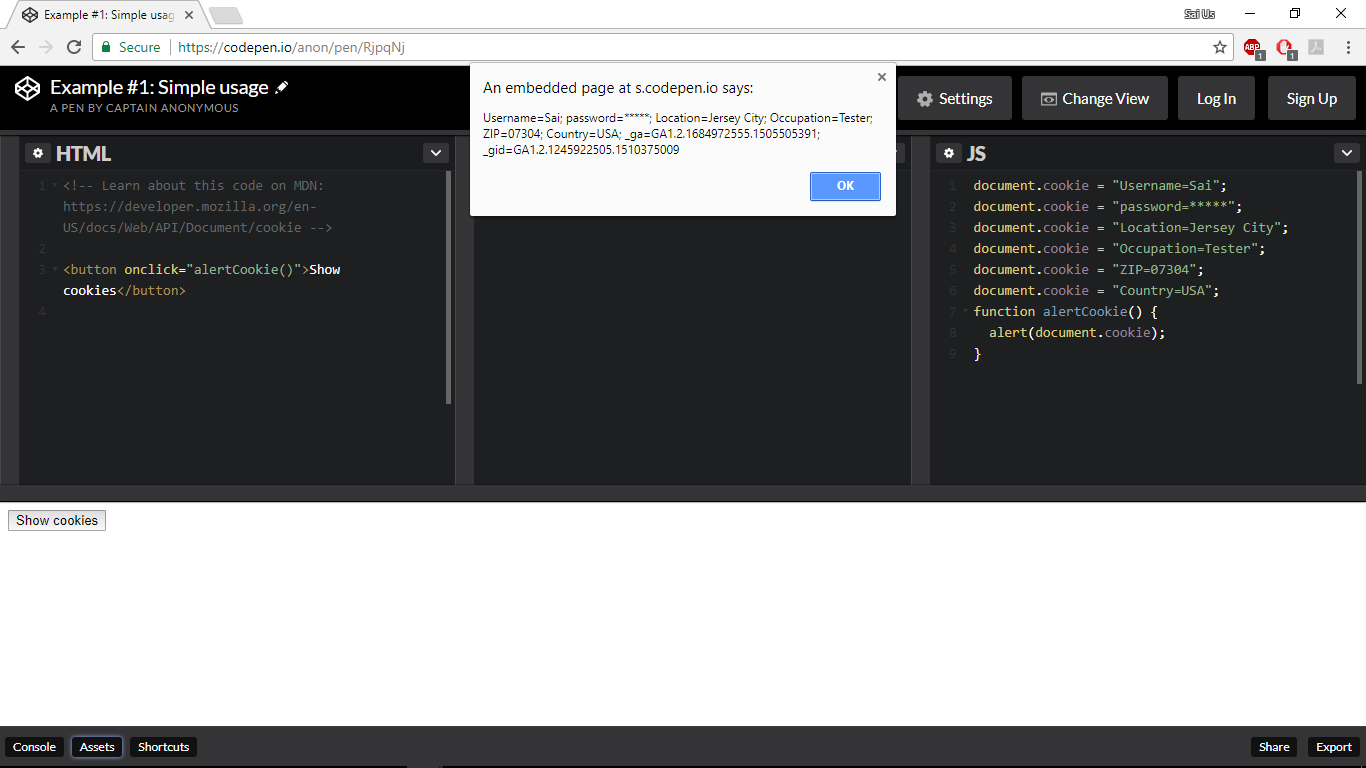 Example #1: Simple usag
Sai Us
Secure
https://codepen.io/anon/pen/RjpqNj
ABP
1
1
Example #1: Simple usage
A PEN BY CAPTAIN ANONYMOUS
Settings
Change View
Log In
Sign Up
An embedded page at s.codepen.io says:
Username=Sai; password=*****; Location=Jersey City; Occupation=Tester;
ZIP=07304; Country=USA; _ga=GA1.2.1684972555.1505505391;
_gid=GA1.2.1245922505.1510375009
OK
HTML
1 <!-- Learn about this code on MDN:
https://developer.mozilla.org/en-
US/docs/Web/API/Document/cookie -->
2
3 <button onclick="alertCookie()">Show
cookies</button>
4
JS
1 document.cookie = "Username=Sai";
2 document.cookie = "password=*****";
3 document.cookie = "Location=Jersey City";
4 document.cookie = "Occupation=Tester";
5 document.cookie = "ZIP=07304";
6 document.cookie = "Country=USA";
7 function alertCookie() {
8 alert(document.cookie);
9 }
Show cookies
Console
Assets
Shortcuts
Share
Export